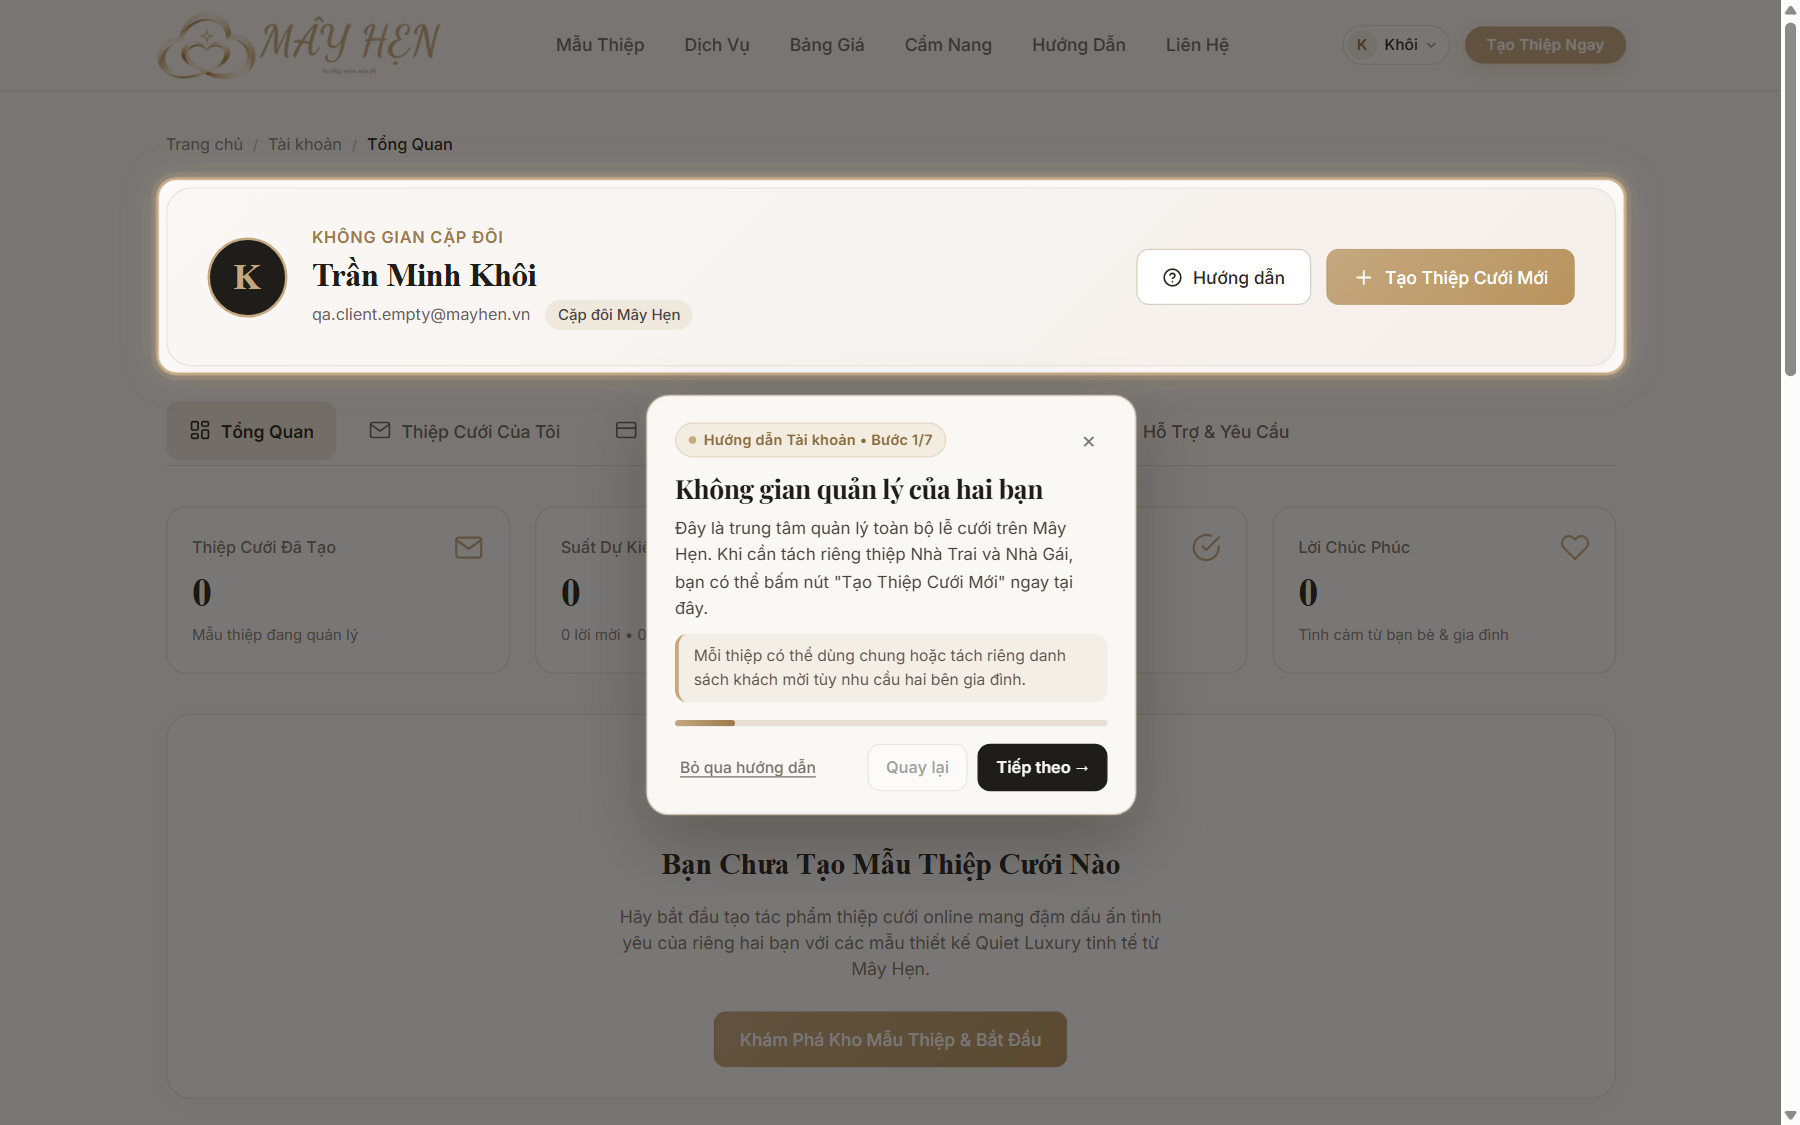 MÂY HẸN
Mẫu Thiệp
Dịch Vụ
Bảng Giá
Cẩm Nang
Hướng Dẫn
Liên Hệ
K
Khôi
Tạo Thiệp Ngay
Trang chủ / Tài khoản / Tổng Quan
K
KHÔNG GIAN CẶP ĐÔI
Trần Minh Khôi
qa.client.empty@mayhen.vn
Cặp đôi Mây Hẹn
Hướng dẫn
Tạo Thiệp Cưới Mới
Tổng Quan
Thiệp Cưới Của Tôi
Hỗ Trợ & Yêu Cầu
Hướng dẫn Tài khoản • Bước 1/7
Không gian quản lý của hai bạn
Đây là trung tâm quản lý toàn bộ lễ cưới trên Mây
Hẹn. Khi cần tách riêng thiệp Nhà Trai và Nhà Gái,
bạn có thể bấm nút "Tạo Thiệp Cưới Mới" ngay tại
đây.
Mỗi thiệp có thể dùng chung hoặc tách riêng danh
sách khách mời tùy nhu cầu hai bên gia đình.
Bỏ qua hướng dẫn
Quay lại
Tiếp theo →
Thiệp Cưới Đã Tạo
0
Mẫu thiệp đang quản lý
Suất Dự
0
0 lời mời • 0
Lời Chúc Phúc
0
Tình cảm từ bạn bè & gia đình
Bạn Chưa Tạo Mẫu Thiệp Cưới Nào
Hãy bắt đầu tạo tác phẩm thiệp cưới online mang đậm dấu ấn tình
yêu của riêng hai bạn với các mẫu thiết kế Quiet Luxury tinh tế từ
Mây Hẹn.
Khám Phá Kho Mẫu Thiệp & Bắt Đầu